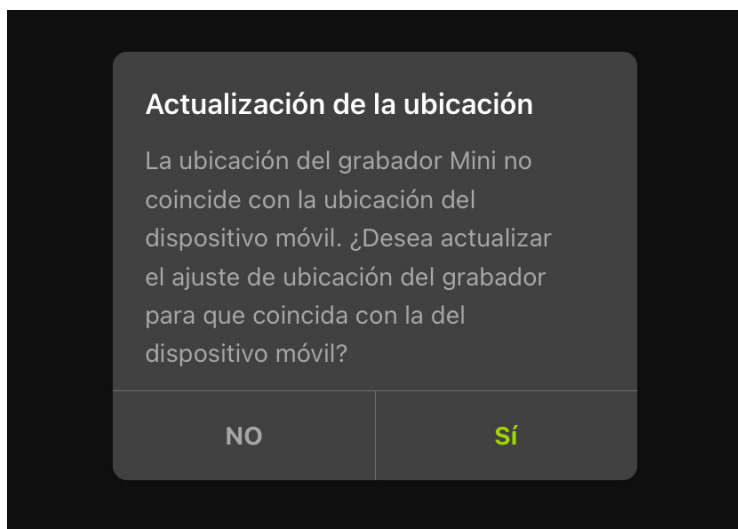 Actualización de la ubicación
La ubicación del grabador Mini no
coincide con la ubicación del
dispositivo móvil. ¿Desea actualizar
el ajuste de ubicación del grabador
para que coincida con la del
dispositivo móvil?
NO
Sí